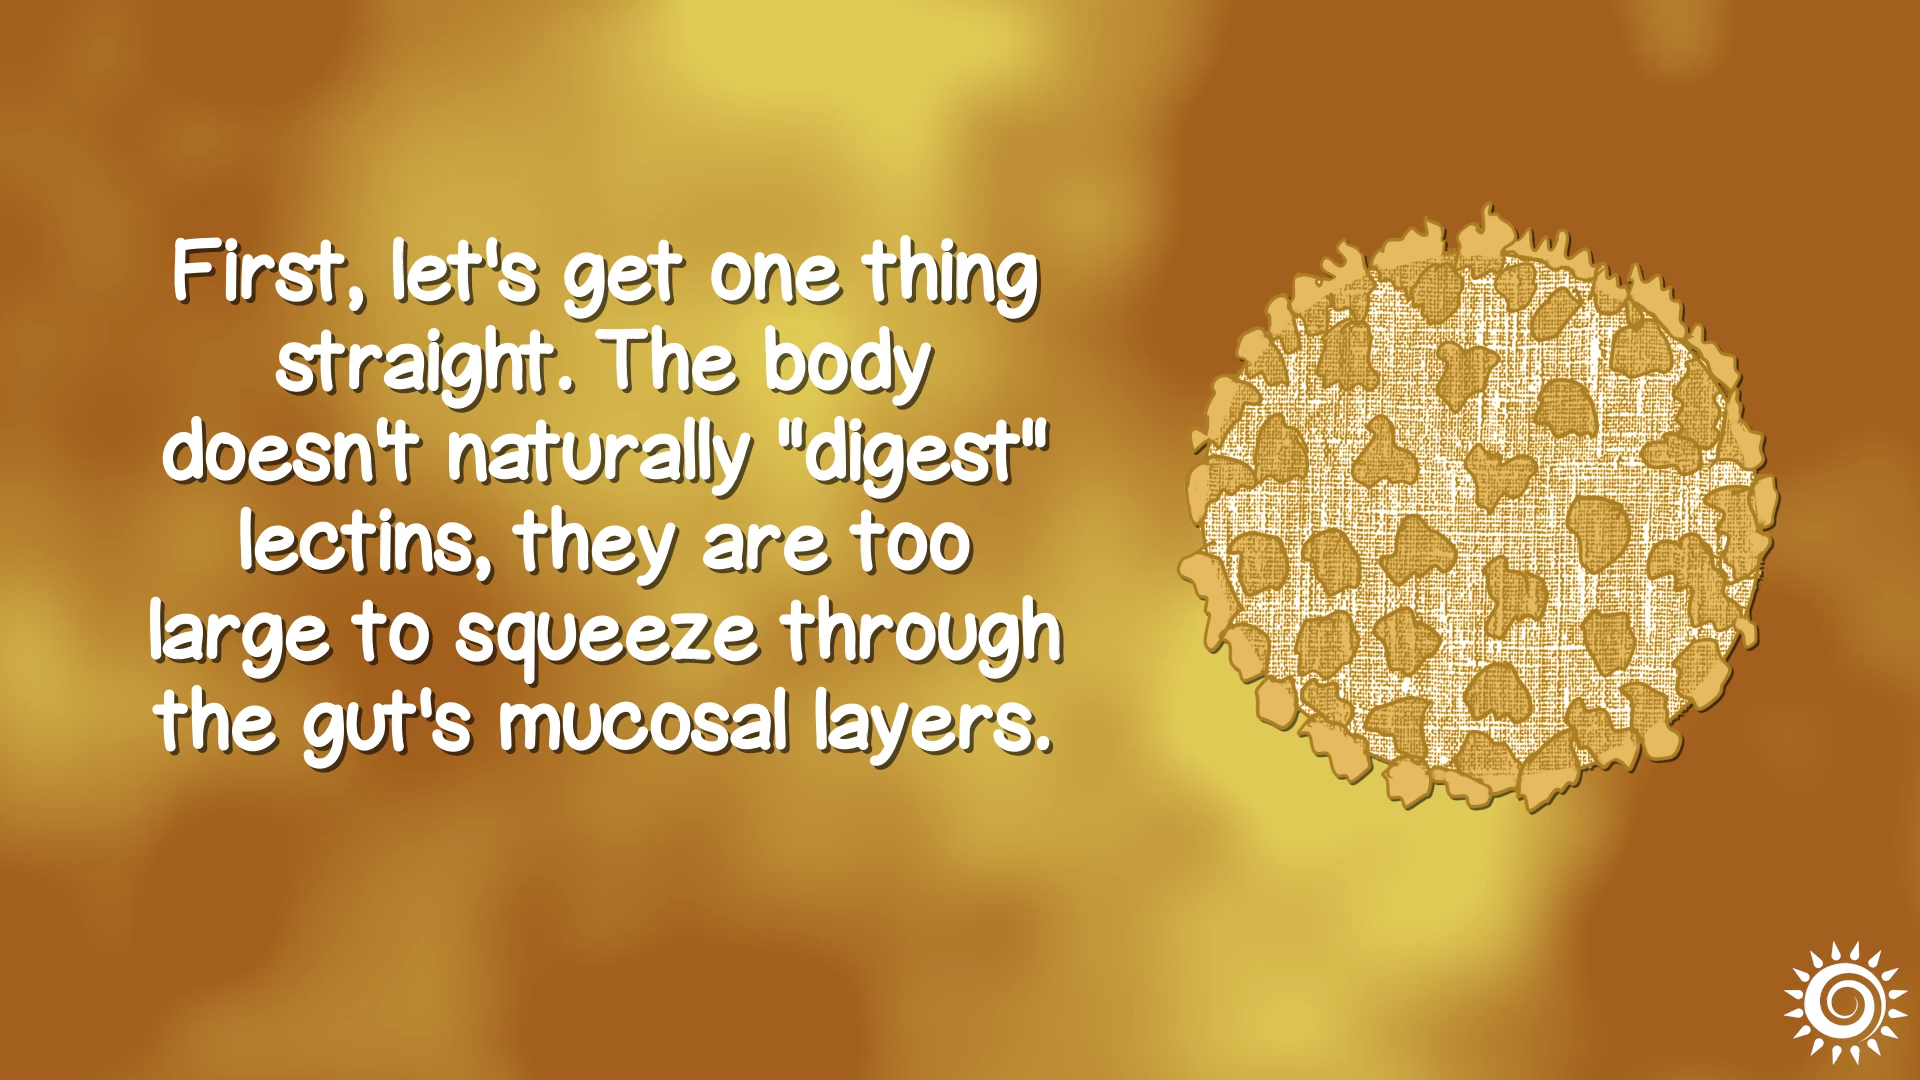 First, let's get one thing
straight. The body
doesn't naturally "digest"
lectins, they are too
large to squeeze through
the gut's mucosal layers.